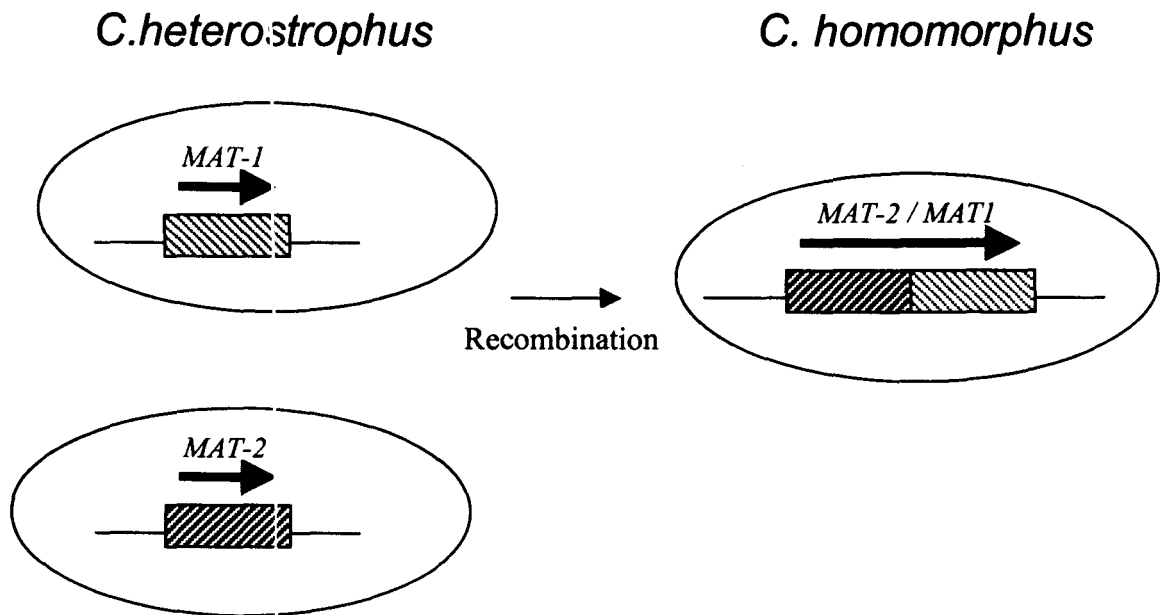 C.heterostrophus
C. homomorphus
MAT-1
MAT-2 / MAT1
Recombination
MAT-2